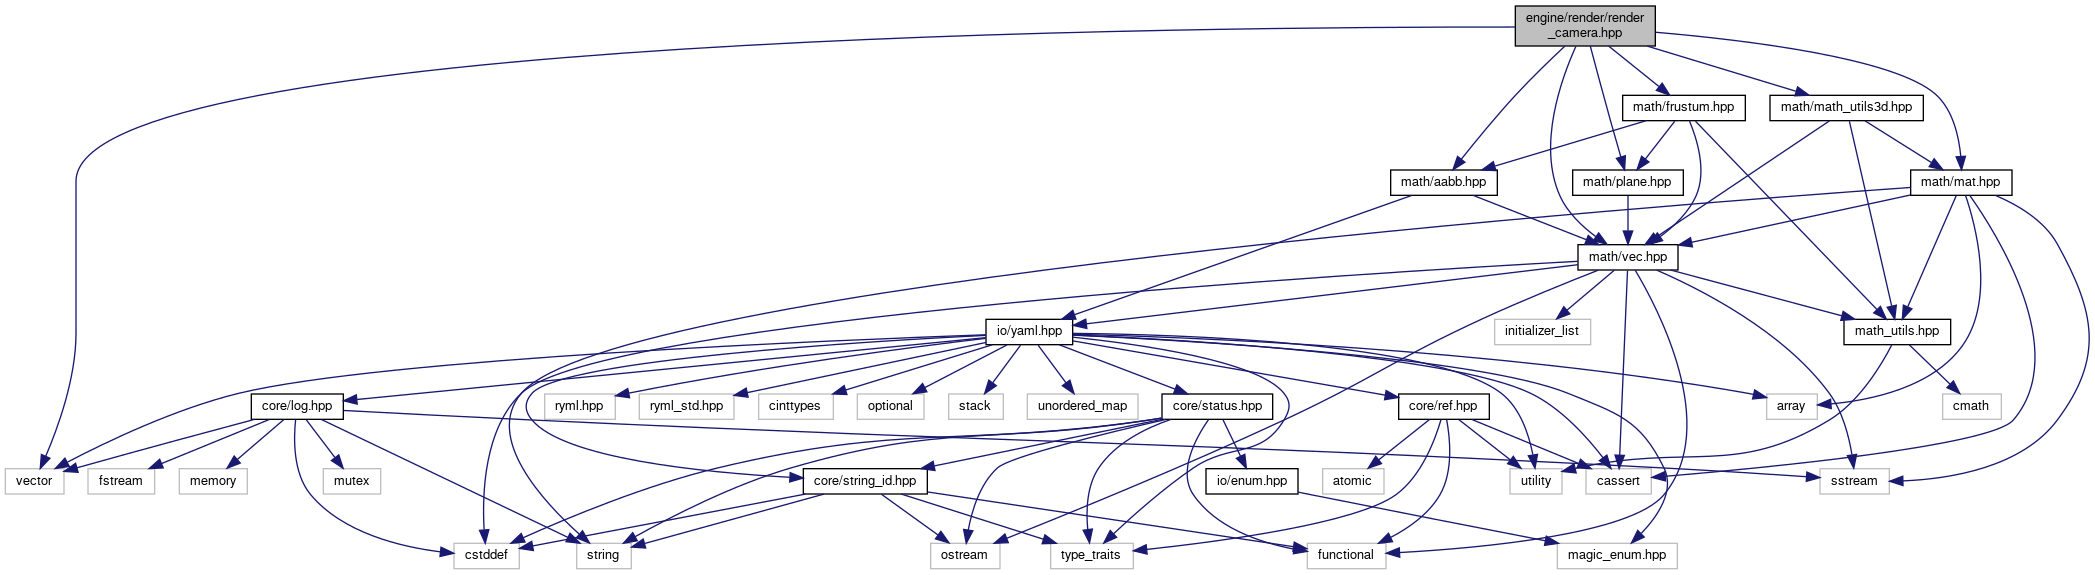 engine/render/render
_camera.hpp
math/frustum.hpp
math/math_utils3d.hpp
math/aabb.hpp
math/plane.hpp
math/mat.hpp
math/vec.hpp
io/yaml.hpp
initializer_list
math_utils.hpp
core/log.hpp
ryml.hpp
ryml_std.hpp
cinttypes
optional
stack
unordered_map
core/status.hpp
core/ref.hpp
array
cmath
vector
fstream
memory
mutex
core/string_id.hpp
io/enum.hpp
atomic
utility
cassert
sstream
cstddef
string
ostream
type_traits
functional
magic_enum.hpp